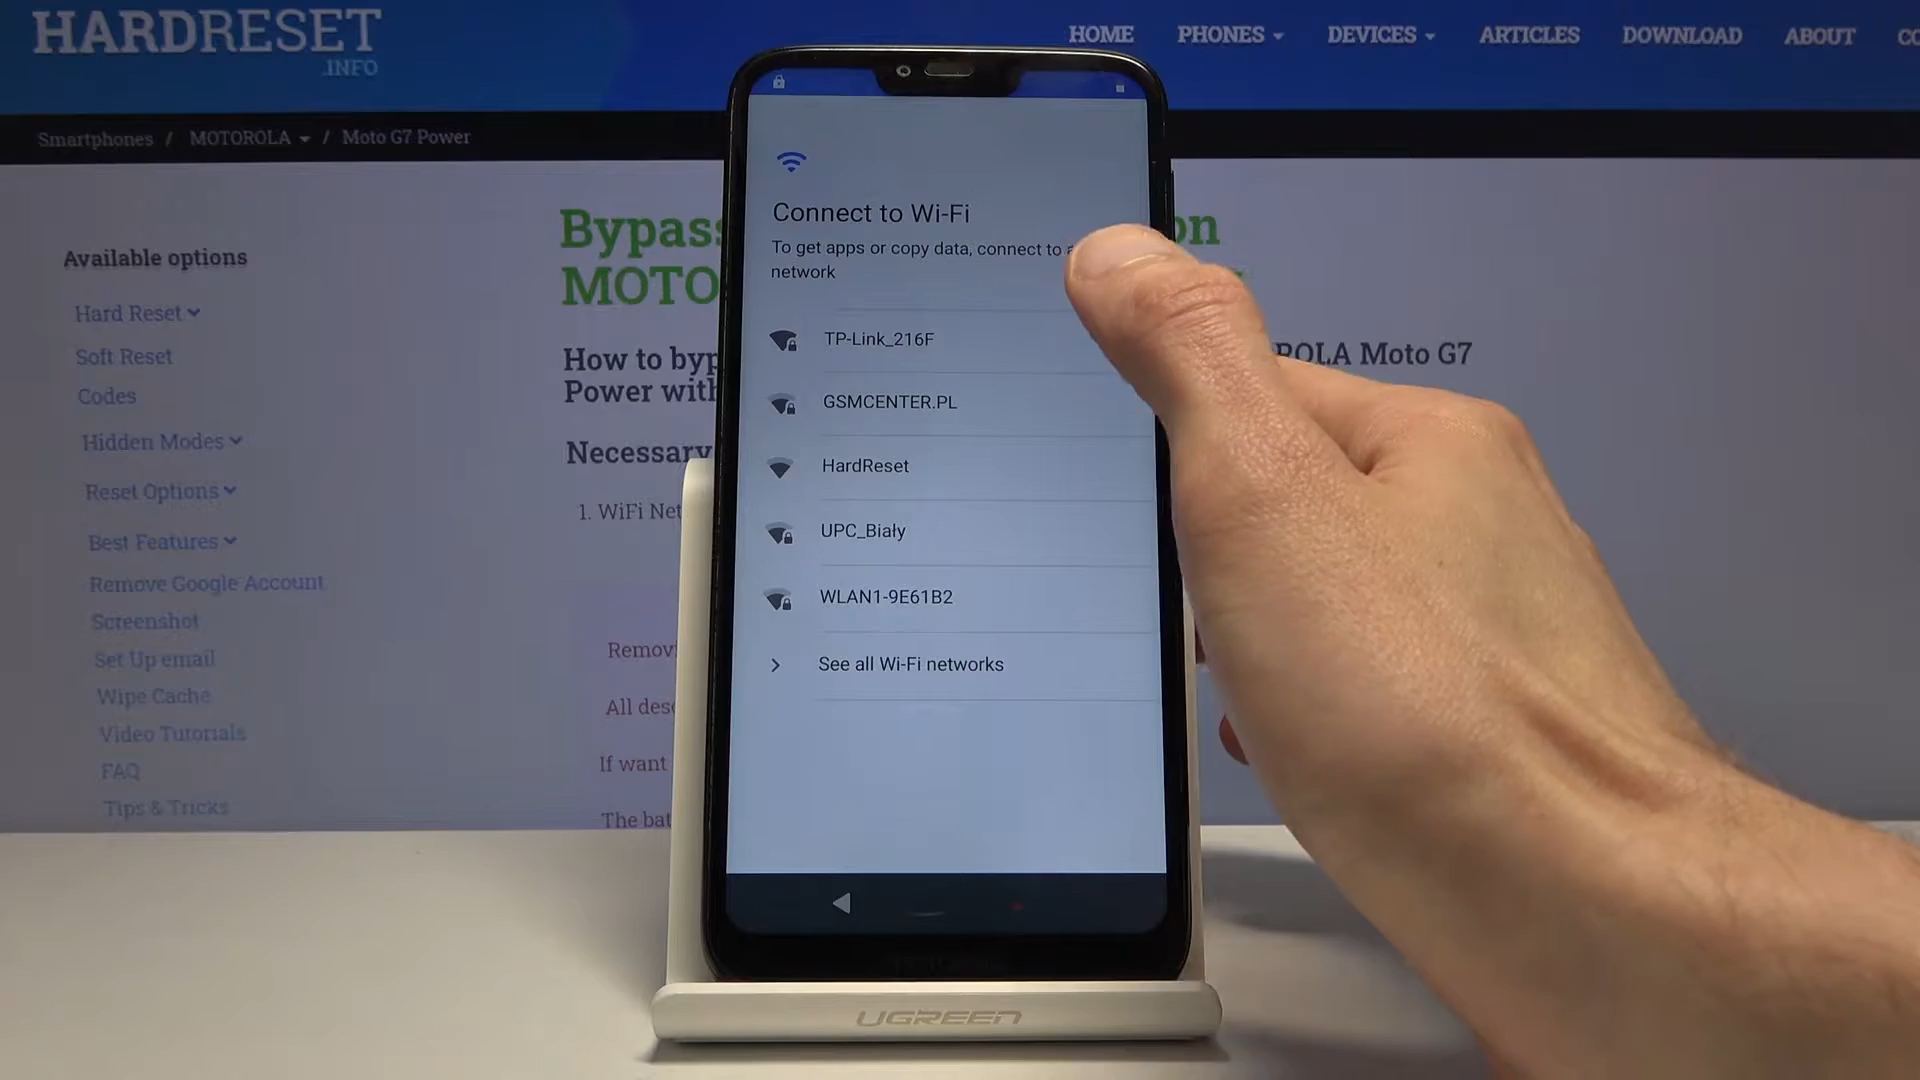 HARDRESET
.INFO
HOME PHONES DEVICES ARTICLES DOWNLOAD ABOUT
Smartphones / MOTOROLA / Moto G7 Power
Available options
Hard Reset
Soft Reset
Codes
Hidden Modes
Reset Options
Best Features
Remove Google Account
Screenshot
Set Up email
Wipe Cache
Video Tutorials
FAQ
Tips & Tricks
Bypass
MOTO
How to byp
Power with
Moto G7
Necessary
1. WiFi Net
All des
If want
The bat
Connect to Wi-Fi
To get apps or copy data, connect to a
network
TP-Link_216F
GSMCENTER.PL
HardReset
UPC_Biały
WLAN1-9E61B2
See all Wi-Fi networks
UGREEN